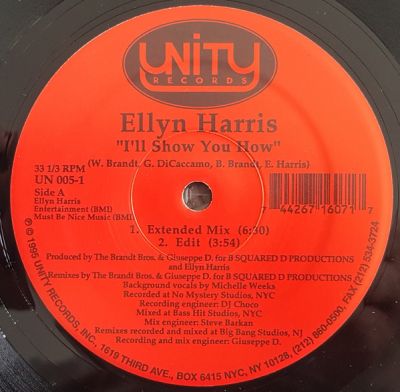 UNITY
RECORDS
Ellyn Harris
"I'll Show You How"
(W. Brandt, G. DiCaccamo, B. Brandt, E. Harris)
33 1/3 RPM
UN 005-1
Side A
Ellyn Harris
Entertainment (BMI)
Must Be Nice Music (BMI)
7 44267 16071 7
1. Extended Mix (6:30)
2. Edit (3:54)
Produced by The Brandt Bros. & Giuseppe D. for B SQUARED D PRODUCTIONS
and Ellyn Harris
Remixes by The Brandt Bros. & Giuseppe D. for B SQUARED D PRODUCTIONS
Background vocals by Michelle Weeks
Recorded at No Mystery Studios, NYC
Recording engineer: DJ Choco
Mixed at Bass Hit Studios, NYC
Mix engineer: Steve Barkan
Remixes recorded and mixed at Big Bang Studios, NJ
Recording and mix engineer: Giuseppe D.
℗ © 1995 UNITY RECORDS, INC., 1619 THIRD AVE., BOX 6415 NYC, NY 10128, (212) 860-0500, FAX (212) 534-3724